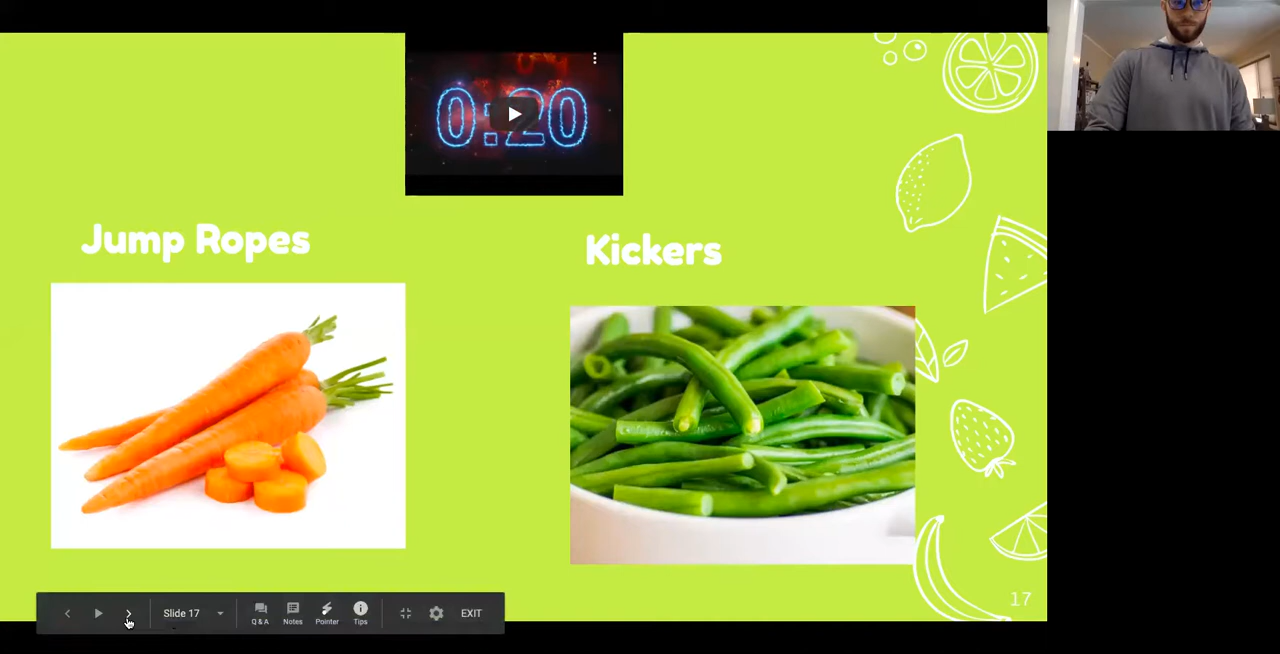 0:20
Jump Ropes
Kickers
17
Slide 17
Q & A
Notes
Pointer
Tips
EXIT